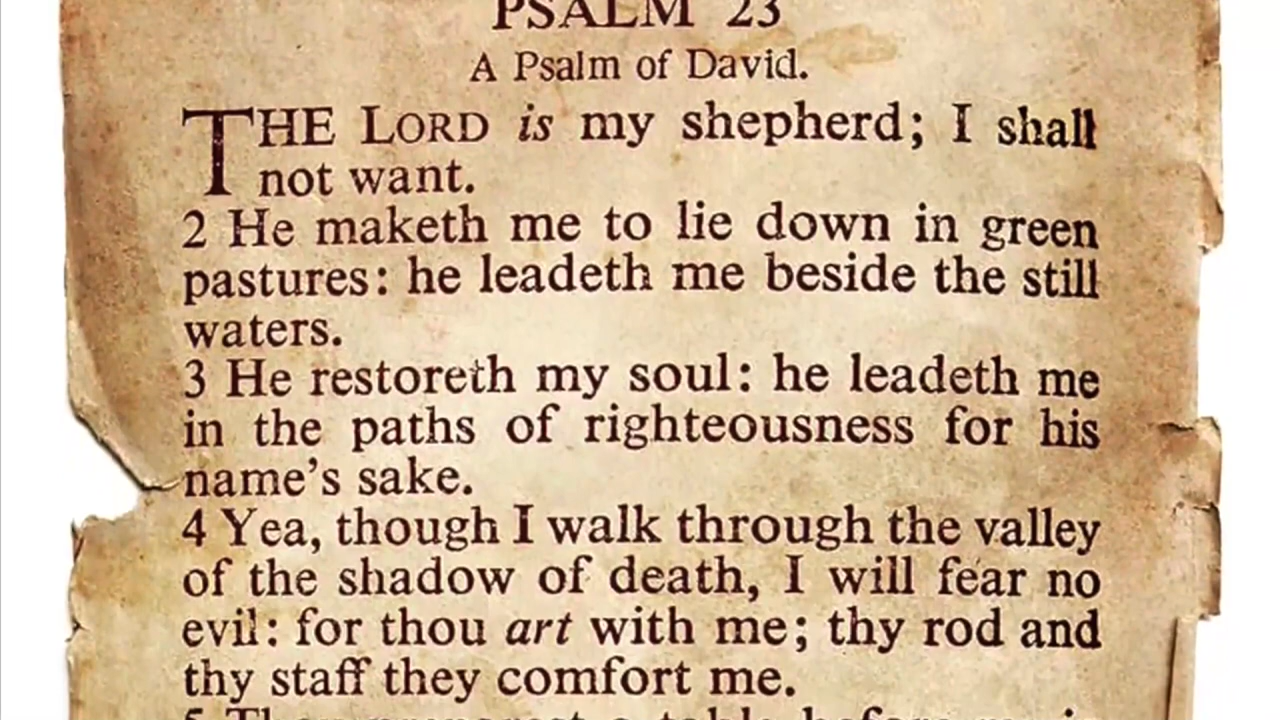 PSALM 23
A Psalm of David.
THE LORD is my shepherd; I shall
not want.
2 He maketh me to lie down in green
pastures: he leadeth me beside the still
waters.
3 He restoreth my soul: he leadeth me
in the paths of righteousness for his
name's sake.
4 Yea, though I walk through the valley
of the shadow of death, I will fear no
evil: for thou art with me; thy rod and
thy staff they comfort me.